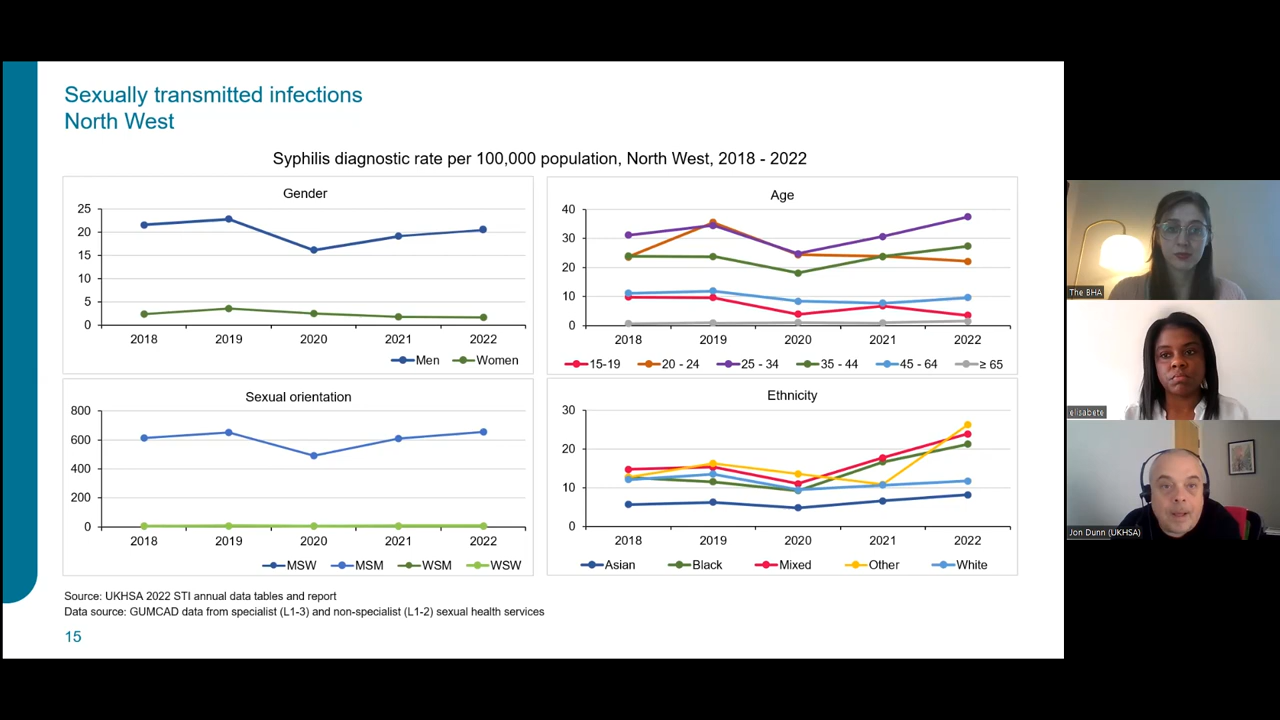 Sexually transmitted infections
North West
Syphilis diagnostic rate per 100,000 population, North West, 2018 - 2022
Gender
25
20
15
10
5
0
2018 2019 2020 2021 2022
Men Women
Age
40
30
20
10
0
2018 2019 2020 2021 2022
15-19 20 - 24 25 - 34 35 - 44 45 - 64 ≥ 65
Sexual orientation
800
600
400
200
0
2018 2019 2020 2021 2022
MSW MSM WSM WSW
Ethnicity
30
20
10
0
2018 2019 2020 2021 2022
Asian Black Mixed Other White
Source: UKHSA 2022 STI annual data tables and report
Data source: GUMCAD data from specialist (L1-3) and non-specialist (L1-2) sexual health services
15
The BHA
elisabete
Jon Dunn (UKHSA)